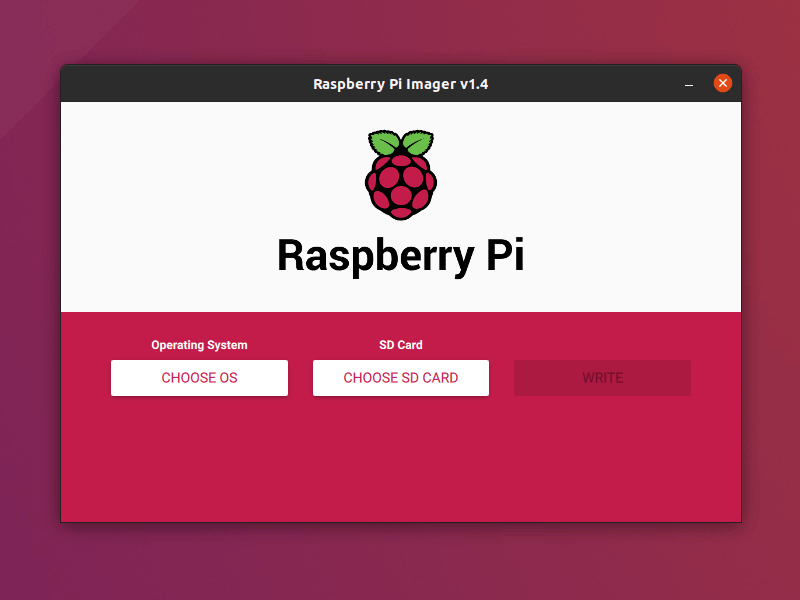 Raspberry Pi Imager v1.4
Raspberry Pi
Operating System
SD Card
CHOOSE OS
CHOOSE SD CARD
WRITE